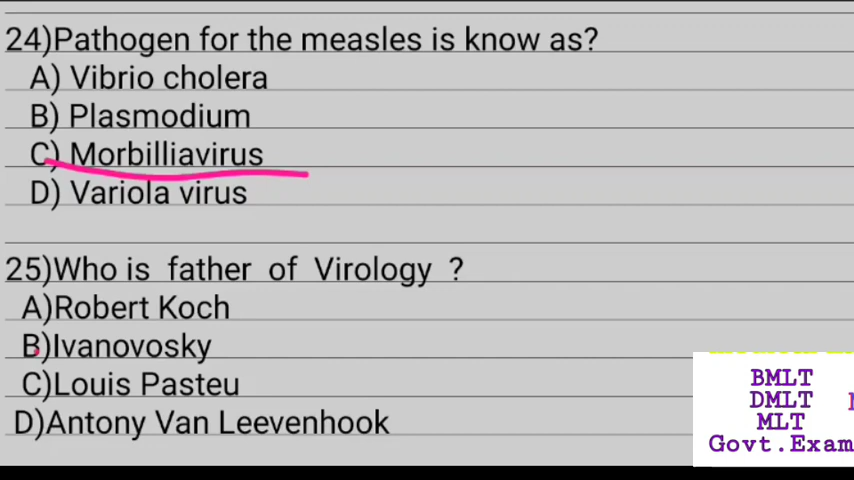 24)Pathogen for the measles is know as?
A) Vibrio cholera
B) Plasmodium
C) Morbilliavirus
D) Variola virus
25)Who is father of Virology ?
A)Robert Koch
B)Ivanovosky
C)Louis Pasteu
D)Antony Van Leevenhook
BMLT
DMLT
MLT
Govt.Exam